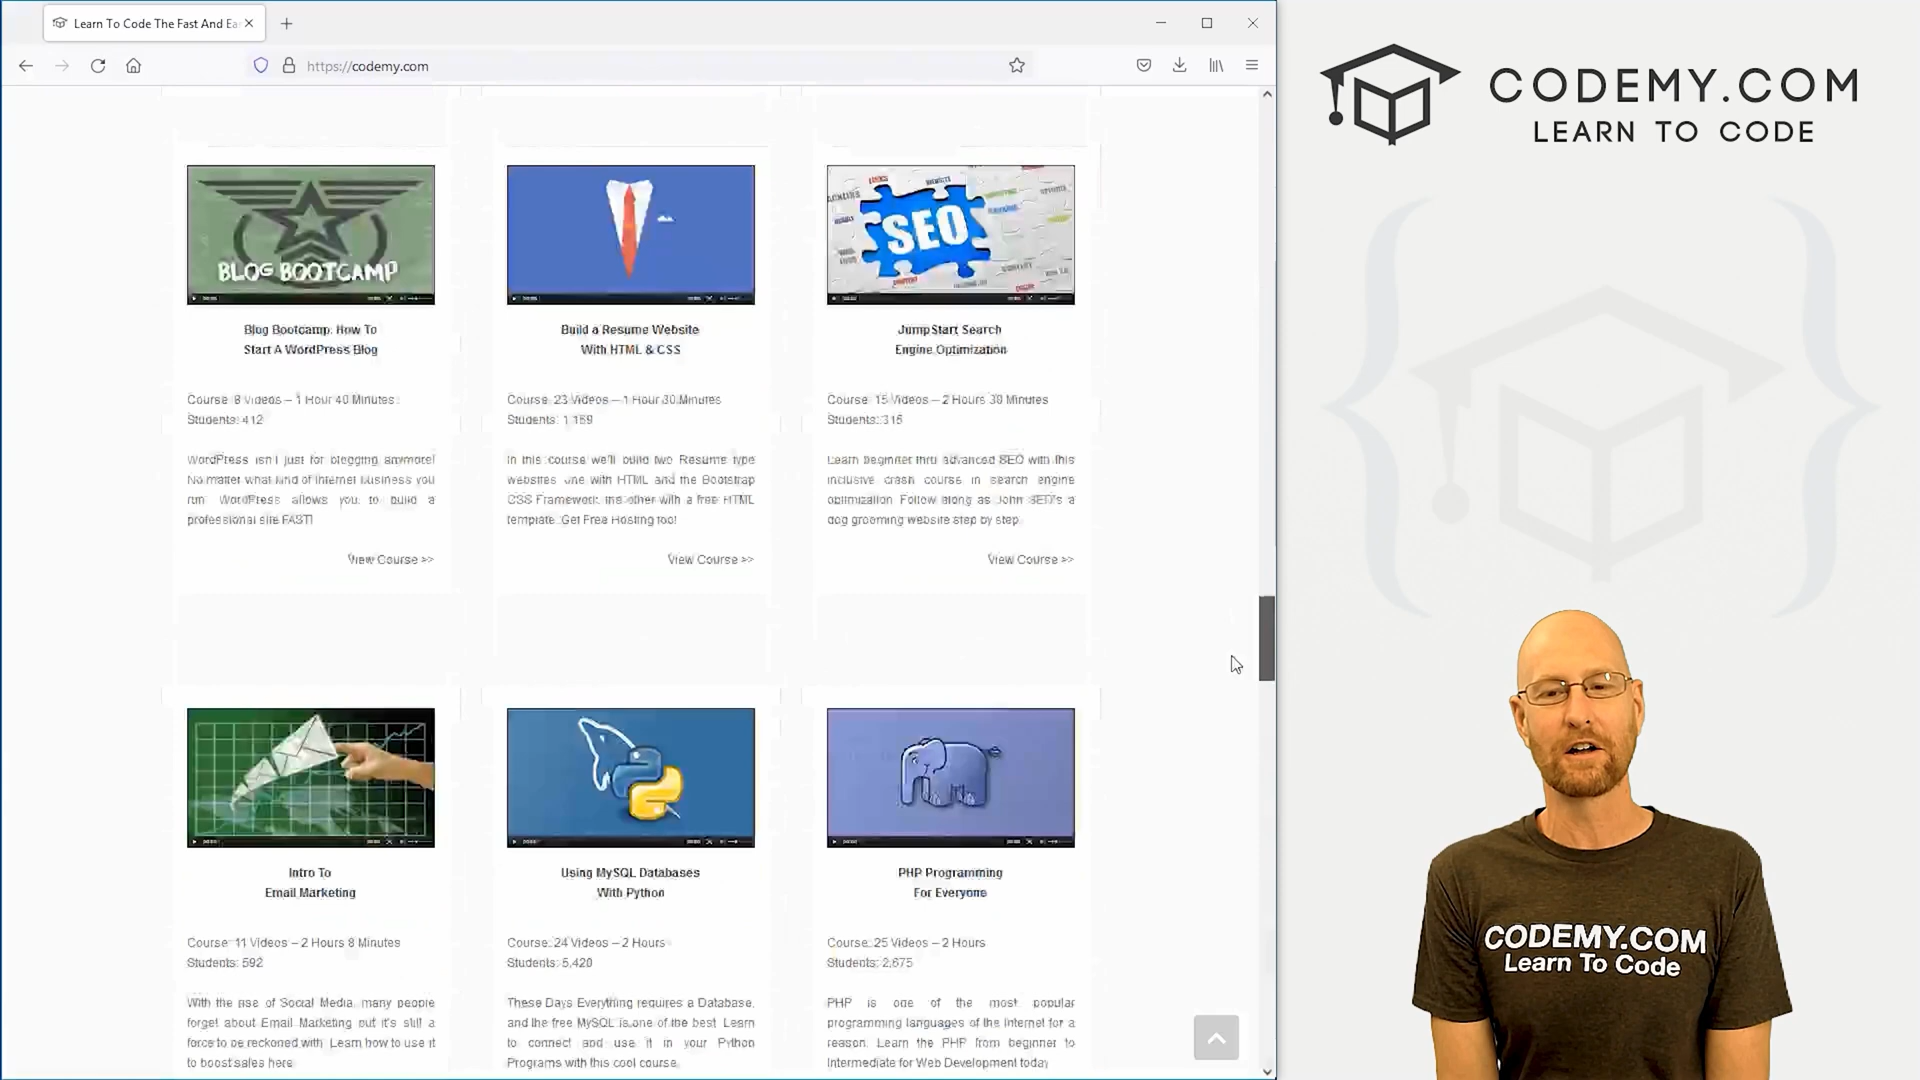 Learn To Code The Fast And Ea
https://codemy.com
CODEMY.COM
LEARN TO CODE
BLOG BOOTCAMP
SEO
Blog Bootcamp: How To
Start A WordPress Blog
Build a Resume Website
With HTML & CSS
JumpStart Search
Engine Optimization
Course: 8 Videos – 1 Hour 40 Minutes
Students: 412
Course: 23 Videos – 1 Hour 30 Minutes
Students: 1,159
Course: 15 Videos – 2 Hours 30 Minutes
Students: 315
WordPress isn't just for blogging anymore!
No matter what kind of Internet Business you
run WordPress allows you to build a
professional site FAST!
In this course we'll build two Resume type
websites one with HTML and the Bootstrap
CSS Framework, the other with a free HTML
template. Get Free Hosting too!
Learn beginner thru advanced SEO with this
inclusive crash course in search engine
optimization. Follow along as John SEO's a
dog grooming website step by step.
View Course >>
View Course >>
View Course >>
Intro To
Email Marketing
Using MySQL Databases
With Python
PHP Programming
For Everyone
Course: 11 Videos – 2 Hours 8 Minutes
Students: 592
Course: 24 Videos – 2 Hours
Students: 5,420
Course: 25 Videos – 2 Hours
Students: 2,675
With the rise of Social Media, many people
forget about Email Marketing but it's still a
force to be reckoned with. Learn how to use it
to boost sales here
These Days Everything requires a Database,
and the free MySQL is one of the best. Learn
to connect and use it in your Python
Programs with this cool course.
PHP is one of the most popular
programming languages of the Internet for a
reason. Learn the PHP from beginner to
Intermediate for Web Development today
CODEMY.COM
Learn To Code